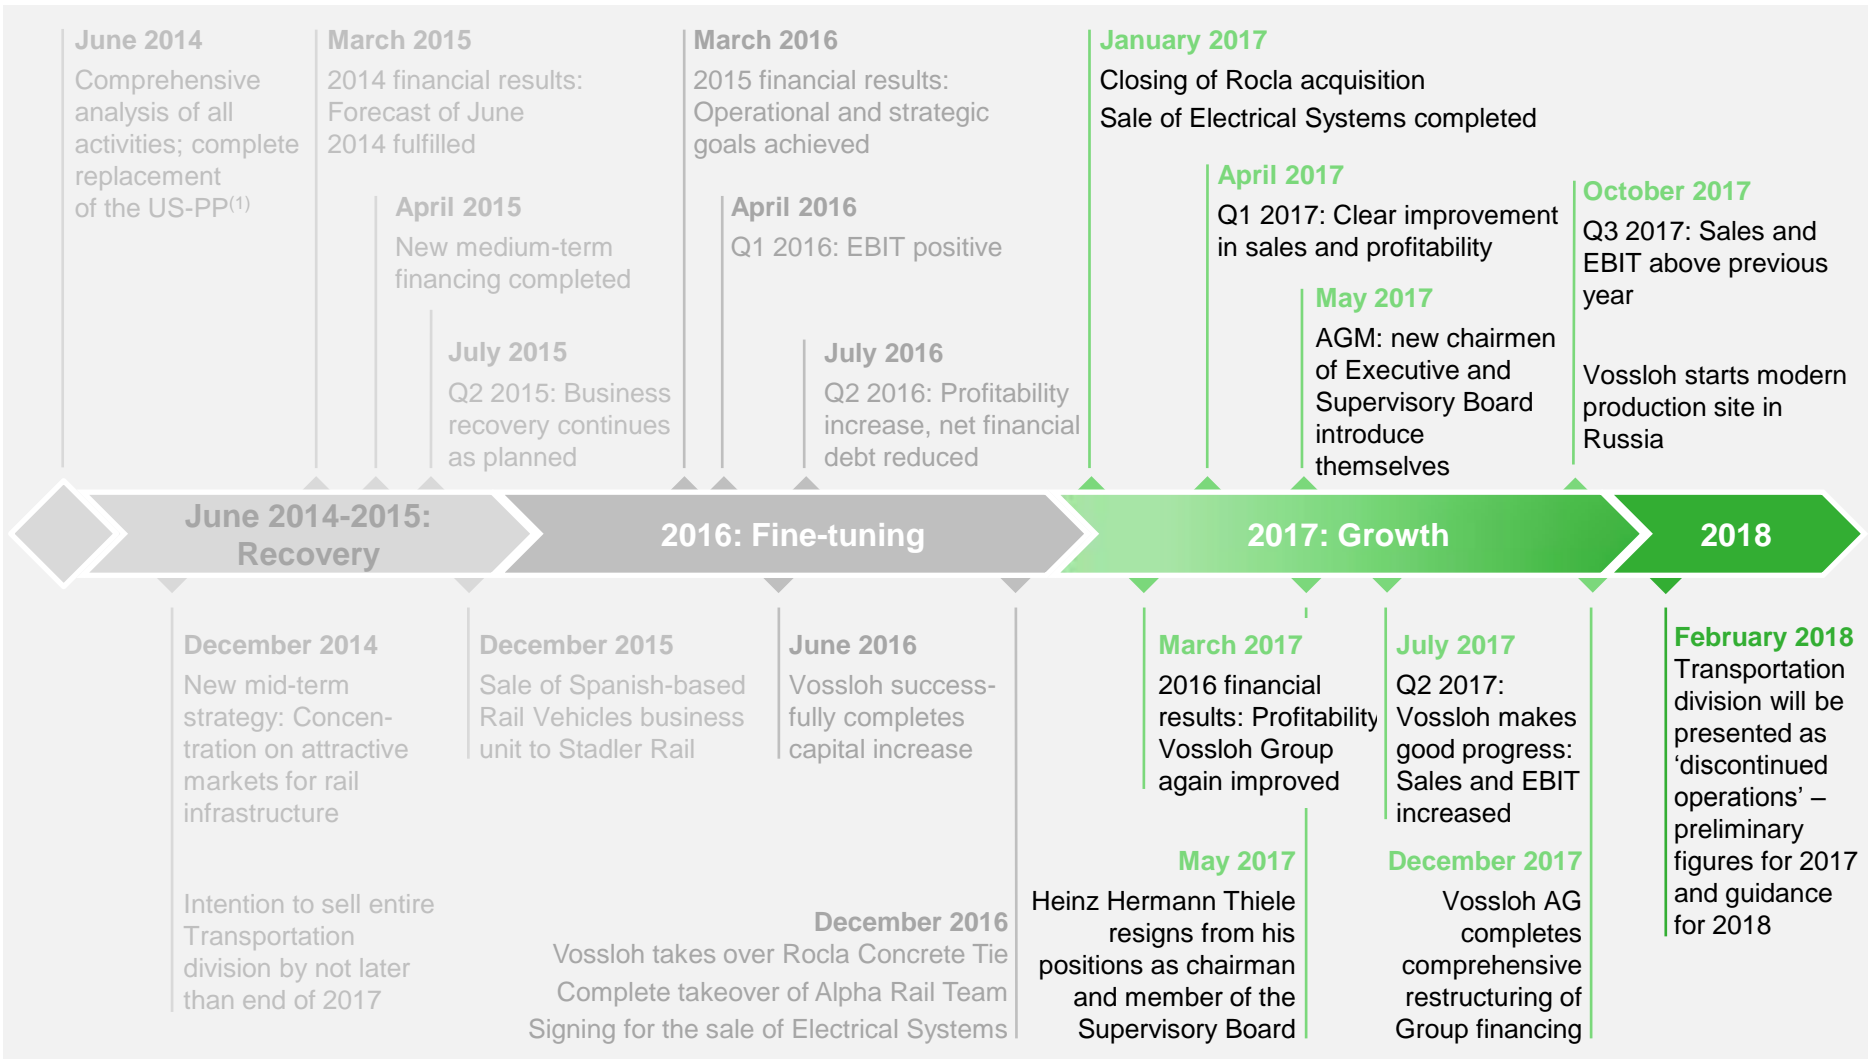 June 2014
Comprehensive
analysis of all
activities; complete
replacement
of the US-PP(1)
March 2015
2014 financial results:
Forecast of June
2014 fulfilled
April 2015
New medium-term
financing completed
July 2015
Q2 2015: Business
recovery continues
as planned
March 2016
2015 financial results:
Operational and strategic
goals achieved
April 2016
Q1 2016: EBIT positive
July 2016
Q2 2016: Profitability
increase, net financial
debt reduced
January 2017
Closing of Rocla acquisition
Sale of Electrical Systems completed
April 2017
Q1 2017: Clear improvement
in sales and profitability
May 2017
AGM: new chairmen
of Executive and
Supervisory Board
introduce
themselves
October 2017
Q3 2017: Sales and
EBIT above previous
year
Vossloh starts modern
production site in
Russia
June 2014-2015:
Recovery
2016: Fine-tuning
2017: Growth
2018
December 2014
New mid-term
strategy: Concen-
tration on attractive
markets for rail
infrastructure
Intention to sell entire
Transportation
division by not later
than end of 2017
December 2015
Sale of Spanish-based
Rail Vehicles business
unit to Stadler Rail
June 2016
Vossloh success-
fully completes
capital increase
December 2016
Vossloh takes over Rocla Concrete Tie
Complete takeover of Alpha Rail Team
Signing for the sale of Electrical Systems
March 2017
2016 financial
results: Profitability
Vossloh Group
again improved
May 2017
Heinz Hermann Thiele
resigns from his
positions as chairman
and member of the
Supervisory Board
July 2017
Q2 2017:
Vossloh makes
good progress:
Sales and EBIT
increased
December 2017
Vossloh AG
completes
comprehensive
restructuring of
Group financing
February 2018
Transportation
division will be
presented as
‘discontinued
operations’ –
preliminary
figures for 2017
and guidance
for 2018